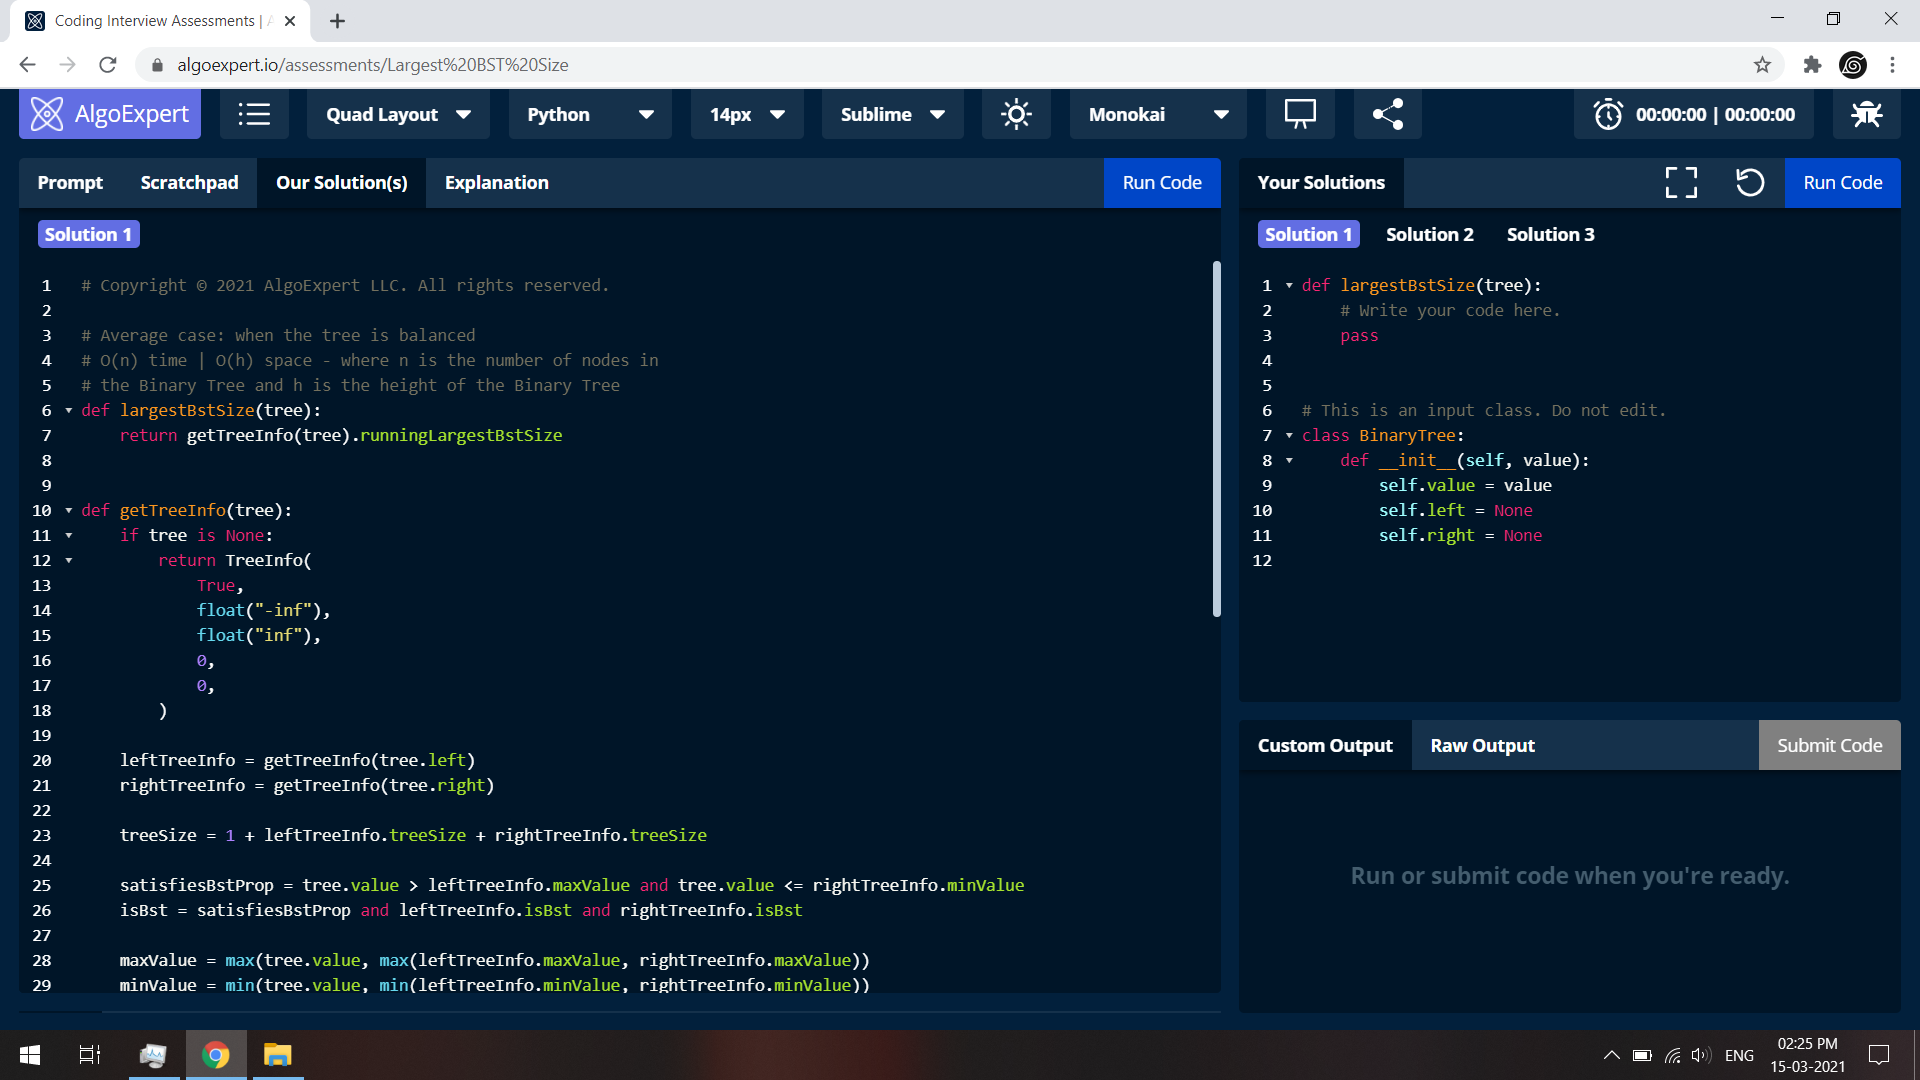 Coding Interview Assessments | A
algoexpert.io/assessments/Largest%20BST%20Size
AlgoExpert
Quad Layout
Python
14px
Sublime
Monokai
00:00:00 | 00:00:00
Prompt
Scratchpad
Our Solution(s)
Explanation
Run Code
Solution 1
1 # Copyright © 2021 AlgoExpert LLC. All rights reserved.
2
3 # Average case: when the tree is balanced
4 # O(n) time | O(h) space - where n is the number of nodes in
5 # the Binary Tree and h is the height of the Binary Tree
6 def largestBstSize(tree):
7     return getTreeInfo(tree).runningLargestBstSize
8
9
10 def getTreeInfo(tree):
11     if tree is None:
12         return TreeInfo(
13             True,
14             float("-inf"),
15             float("inf"),
16             0,
17             0,
18         )
19
20     leftTreeInfo = getTreeInfo(tree.left)
21     rightTreeInfo = getTreeInfo(tree.right)
22
23     treeSize = 1 + leftTreeInfo.treeSize + rightTreeInfo.treeSize
24
25     satisfiesBstProp = tree.value > leftTreeInfo.maxValue and tree.value <= rightTreeInfo.minValue
26     isBst = satisfiesBstProp and leftTreeInfo.isBst and rightTreeInfo.isBst
27
28     maxValue = max(tree.value, max(leftTreeInfo.maxValue, rightTreeInfo.maxValue))
29     minValue = min(tree.value, min(leftTreeInfo.minValue, rightTreeInfo.minValue))
Your Solutions
Run Code
Solution 1
Solution 2
Solution 3
1 def largestBstSize(tree):
2     # Write your code here.
3     pass
4
5
6 # This is an input class. Do not edit.
7 class BinaryTree:
8     def __init__(self, value):
9         self.value = value
10         self.left = None
11         self.right = None
12
Custom Output
Raw Output
Submit Code
Run or submit code when you're ready.
ENG
02:25 PM
15-03-2021